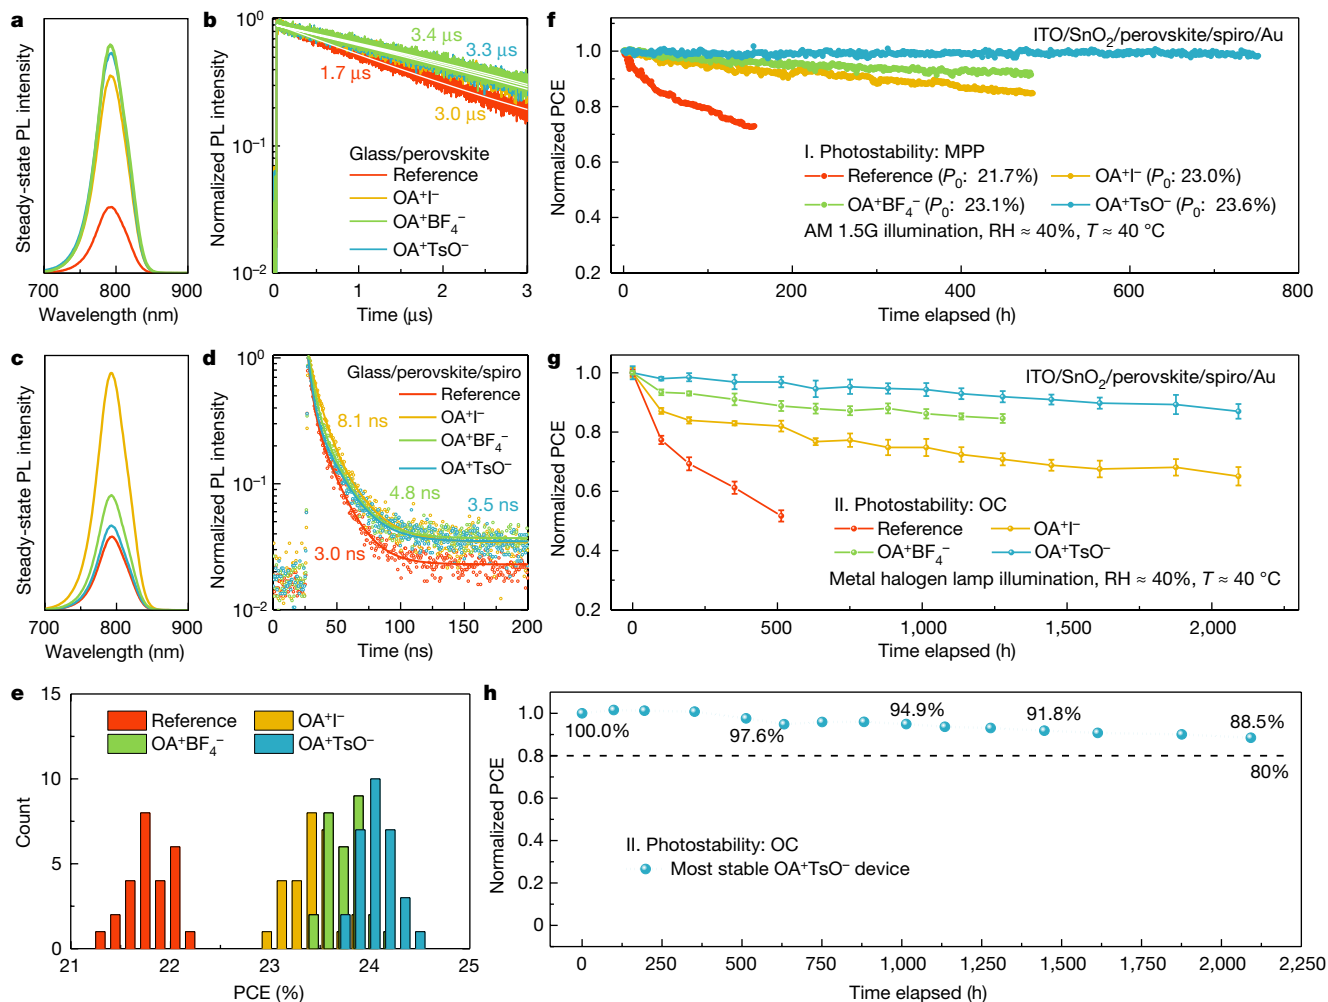 a
Steady-state PL intensity
700
800
900
Wavelength (nm)
b
Normalized PL intensity
10⁰
10⁻¹
10⁻²
3.4 μs
3.3 μs
1.7 μs
3.0 μs
Glass/perovskite
Reference
OA⁺I⁻
OA⁺BF₄⁻
OA⁺TsO⁻
0
1
2
3
Time (μs)
f
Normalized PCE
1.0
0.8
0.6
0.4
0.2
ITO/SnO₂/perovskite/spiro/Au
I. Photostability: MPP
Reference (P₀: 21.7%)
OA⁺I⁻ (P₀: 23.0%)
OA⁺BF₄⁻ (P₀: 23.1%)
OA⁺TsO⁻ (P₀: 23.6%)
AM 1.5G illumination, RH ≈ 40%, T ≈ 40 °C
0
200
400
600
800
Time elapsed (h)
c
Steady-state PL intensity
700
800
900
Wavelength (nm)
d
Normalized PL intensity
10⁰
10⁻¹
10⁻²
Glass/perovskite/spiro
Reference
OA⁺I⁻
OA⁺BF₄⁻
OA⁺TsO⁻
8.1 ns
4.8 ns
3.5 ns
3.0 ns
0
50
100
150
200
Time (ns)
g
Normalized PCE
1.0
0.8
0.6
0.4
0.2
ITO/SnO₂/perovskite/spiro/Au
II. Photostability: OC
Reference
OA⁺I⁻
OA⁺BF₄⁻
OA⁺TsO⁻
Metal halogen lamp illumination, RH ≈ 40%, T ≈ 40 °C
0
500
1,000
1,500
2,000
Time elapsed (h)
e
Count
15
10
5
0
Reference
OA⁺I⁻
OA⁺BF₄⁻
OA⁺TsO⁻
21
22
23
24
25
PCE (%)
h
Normalized PCE
1.0
0.8
0.6
0.4
1.0
0
100.0%
97.6%
94.9%
91.8%
88.5%
80%
II. Photostability: OC
Most stable OA⁺TsO⁻ device
0
250
500
750
1,000
1,250
1,500
1,750
2,000
2,250
Time elapsed (h)